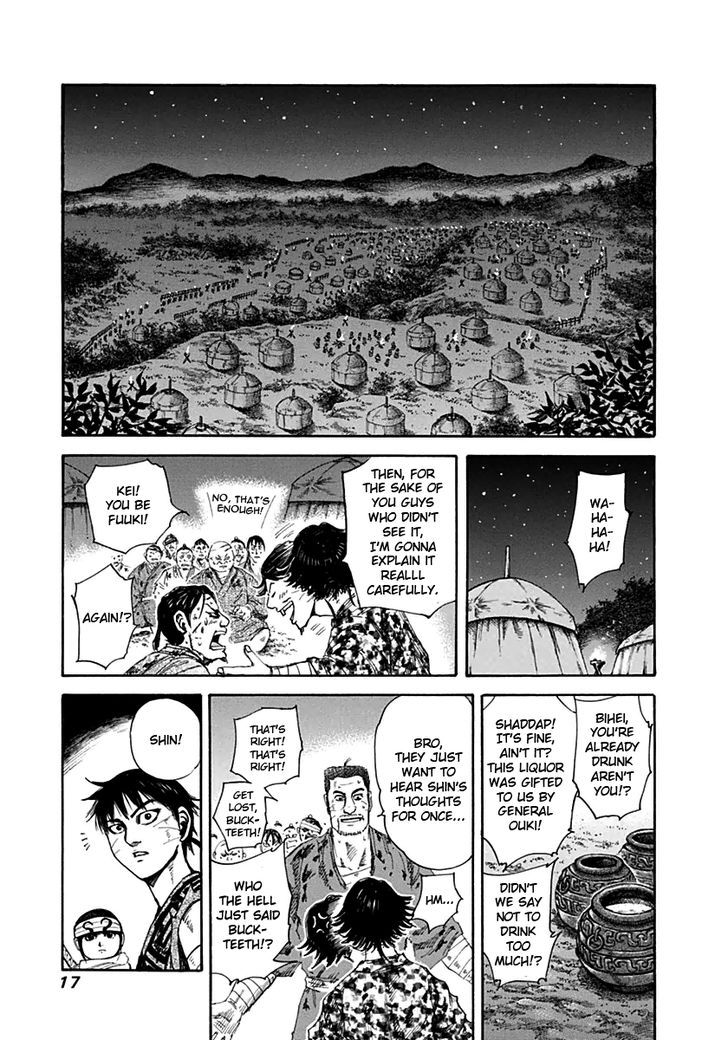 WA-
HA-
HA-
HA!
THEN, FOR
THE SAKE OF
YOU GUYS
WHO DIDN'T
SEE IT,
I'M GONNA
EXPLAIN IT
REALLL
CAREFULLY.
NO, THAT'S
ENOUGH!
KEI!
YOU BE
FUUKI!
AGAIN!?
BIHEI,
YOU'RE
ALREADY
DRUNK
AREN'T
YOU!?
SHADDAP!
IT'S FINE,
AIN'T IT?
THIS LIQUOR
WAS GIFTED
TO US BY
GENERAL
OUKI!
DIDN'T
WE SAY
NOT TO
DRINK
TOO
MUCH!?
BRO,
THEY JUST
WANT TO
HEAR SHIN'S
THOUGHTS
FOR ONCE...
HM...
THAT'S
RIGHT!
THAT'S
RIGHT!
GET
LOST,
BUCK-
TEETH!
WHO
THE HELL
JUST SAID
BUCK-
TEETH!?
SHIN!
17